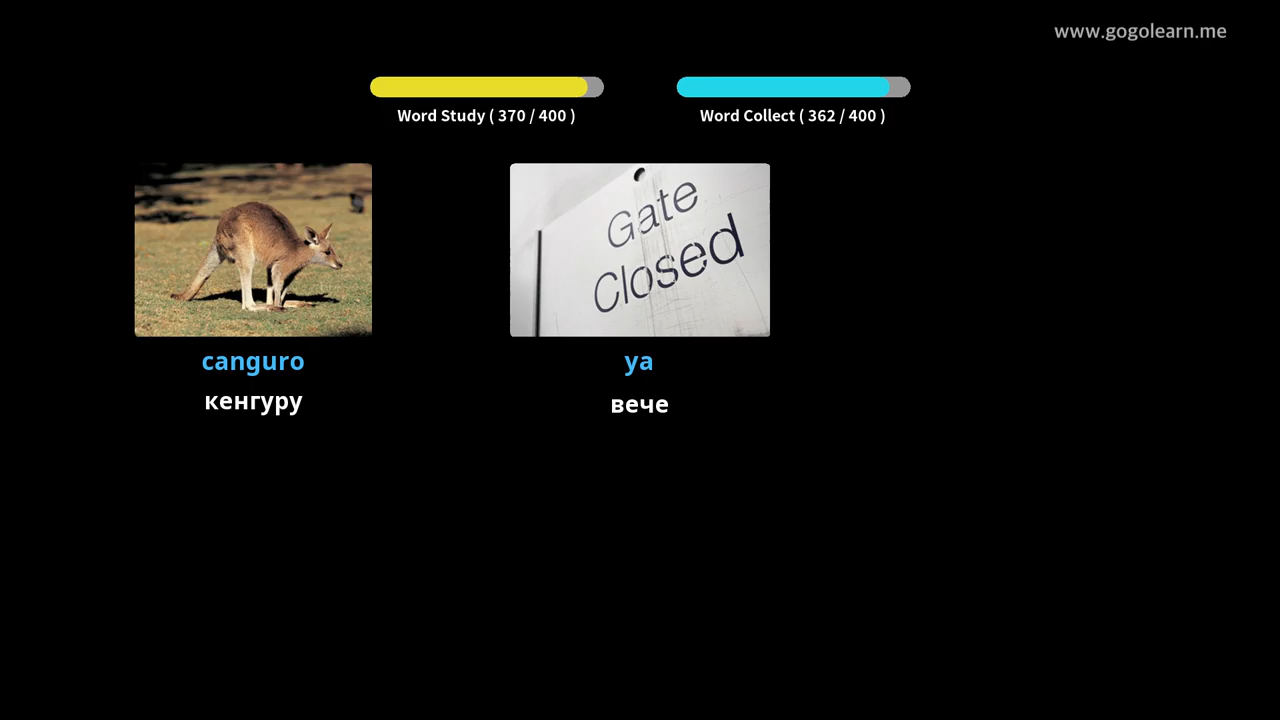 www.gogolearn.me
Word Study ( 370 / 400 )
Word Collect ( 362 / 400 )
Gate
Closed
canguro
ya
кенгуру
вече